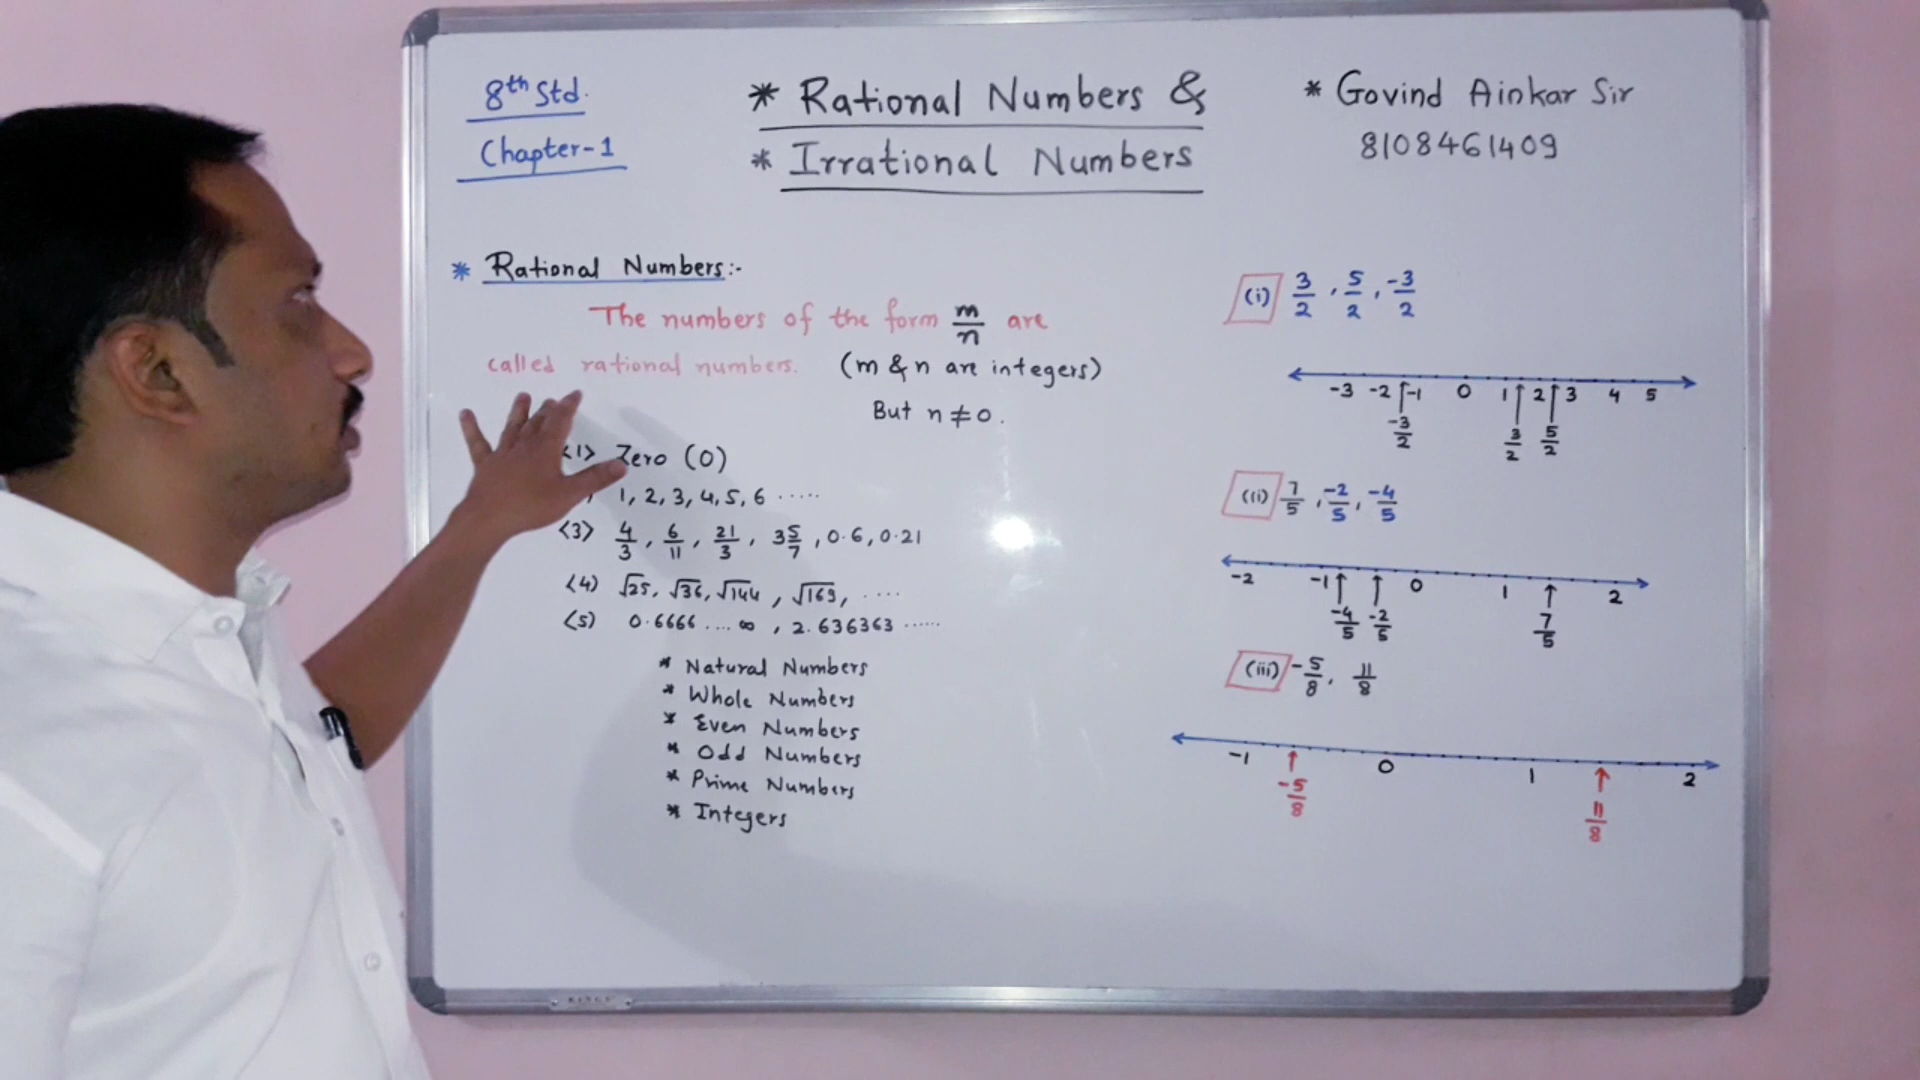 8th Std.
Chapter-1
* Rational Numbers &
* Irrational Numbers
* Govind Ainkar Sir
8108461409
* Rational Numbers:-
The numbers of the form m/n are
called rational numbers. (m & n are integers)
But n ≠ 0.
<1> Zero (0)
1, 2, 3, 4, 5, 6 .....
<3> 4/3, 6/11, 21/3, 3 5/7, 0.6, 0.21
<4> √25, √36, √144, √169, ....
<5> 0.6666 .... ∞, 2.636363 ......
* Natural Numbers
* Whole Numbers
* Even Numbers
* Odd Numbers
* Prime Numbers
* Integers
(i) 3/2, 5/2, -3/2
-3 -2 -1 0 1 2 3 4 5
-3/2 3/2 5/2
(ii) 7/5, -2/5, -4/5
-2 -1 0 1 2
-4/5 -2/5 7/5
(iii) -5/8, 11/8
-1 0 1 2
-5/8 11/8